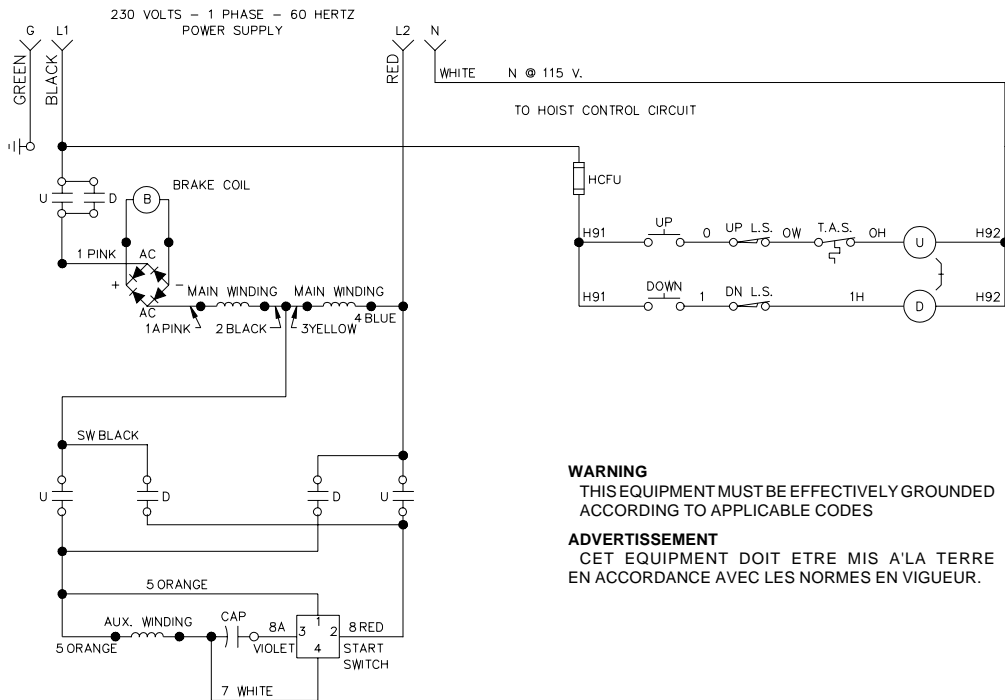 230 VOLTS - 1 PHASE - 60 HERTZ
POWER SUPPLY
G L1 L2 N
GREEN
BLACK
RED
WHITE N @ 115 V.
TO HOIST CONTROL CIRCUIT
HCFU
U D
B BRAKE COIL
H91 UP 0 UP L.S. OW T.A.S. OH U H92
1 PINK AC
+ -
AC
MAIN WINDING MAIN WINDING
H91 DOWN 1 DN L.S. 1H D H92
1A PINK 2 BLACK 3 YELLOW 4 BLUE
SW BLACK
U D D U
WARNING
THIS EQUIPMENT MUST BE EFFECTIVELY GROUNDED
ACCORDING TO APPLICABLE CODES
ADVERTISSEMENT
CET EQUIPMENT DOIT ETRE MIS A'LA TERRE
EN ACCORDANCE AVEC LES NORMES EN VIGUEUR.
5 ORANGE
AUX. WINDING CAP 8A 1 8 RED
5 ORANGE VIOLET 3 2 START
4 SWITCH
7 WHITE